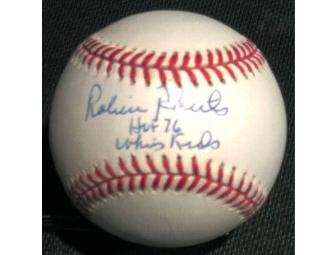 Robin Roberts
HOF 76
Whiz Kids